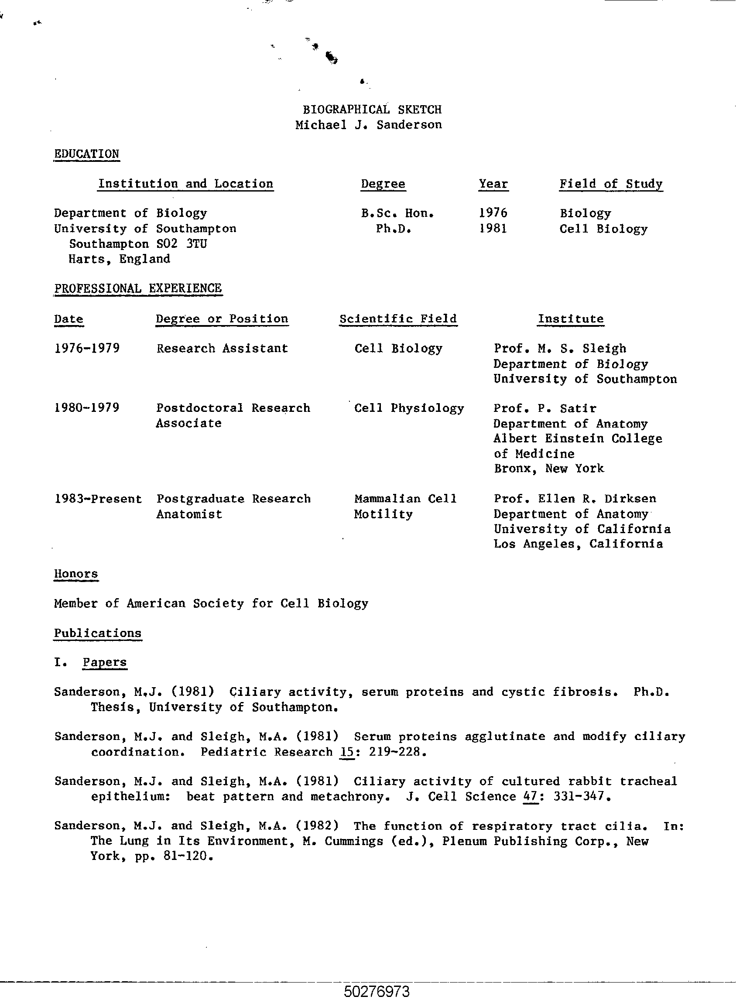 BIOGRAPHICAL SKETCH
Michael J. Sanderson
EDUCATION
Institution and Location Degree Year Field of Study
Department of Biology B.Sc. Hon. 1976 Biology
University of Southampton Ph.D. 1981 Cell Biology
Southampton S02 3TU
Harts, England
PROFESSIONAL EXPERIENCE
Date Degree or Position Scientific Field Institute
1976-1979 Research Assistant Cell Biology Prof. M. S. Sleigh
Department of Biology
University of Southampton
1980-1979 Postdoctoral Research Cell Physiology Prof. P. Satir
Associate Department of Anatomy
Albert Einstein College
of Medicine
Bronx, New York
1983-Present Postgraduate Research Mammalian Cell Prof. Ellen R. Dirksen
Anatomist Motility Department of Anatomy
University of California
Los Angeles, California
Honors
Member of American Society for Cell Biology
Publications
I. Papers
Sanderson, M.J. (1981) Ciliary activity, serum proteins and cystic fibrosis. Ph.D.
Thesis, University of Southampton.
Sanderson, M.J. and Sleigh, M.A. (1981) Serum proteins agglutinate and modify ciliary
coordination. Pediatric Research 15: 219-228.
Sanderson, M.J. and Sleigh, M.A. (1981) Ciliary activity of cultured rabbit tracheal
epithelium: beat pattern and metachrony. J. Cell Science 47: 331-347.
Sanderson, M.J. and Sleigh, M.A. (1982) The function of respiratory tract cilia. In:
The Lung in Its Environment, M. Cummings (ed.), Plenum Publishing Corp., New
York, pp. 81-120.
50276973